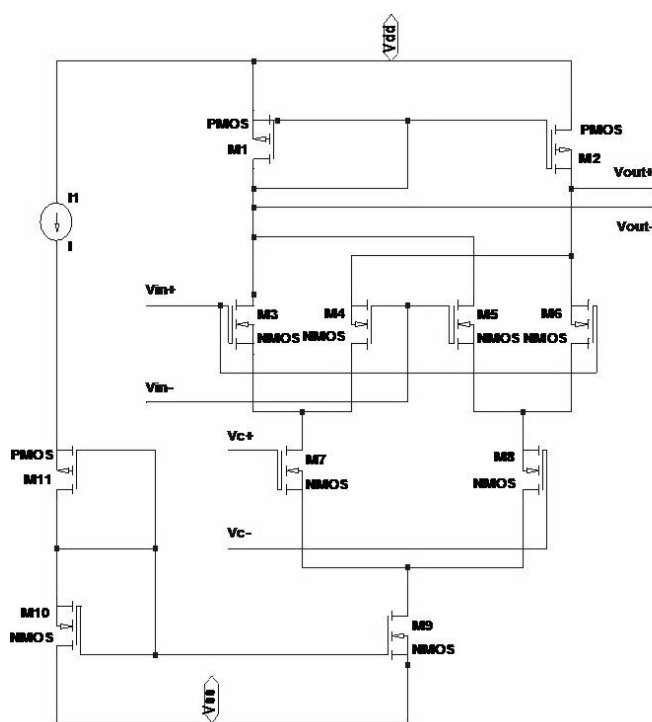 Vdd
PMOS
M1
PMOS
M2
Vout+
Vout-
I1
I
Vin+
M3
NMOS
M4
NMOS
M5
NMOS
M6
NMOS
Vin-
Vc+
M7
NMOS
M8
NMOS
PMOS
M11
Vc-
M10
NMOS
M9
NMOS
Vss